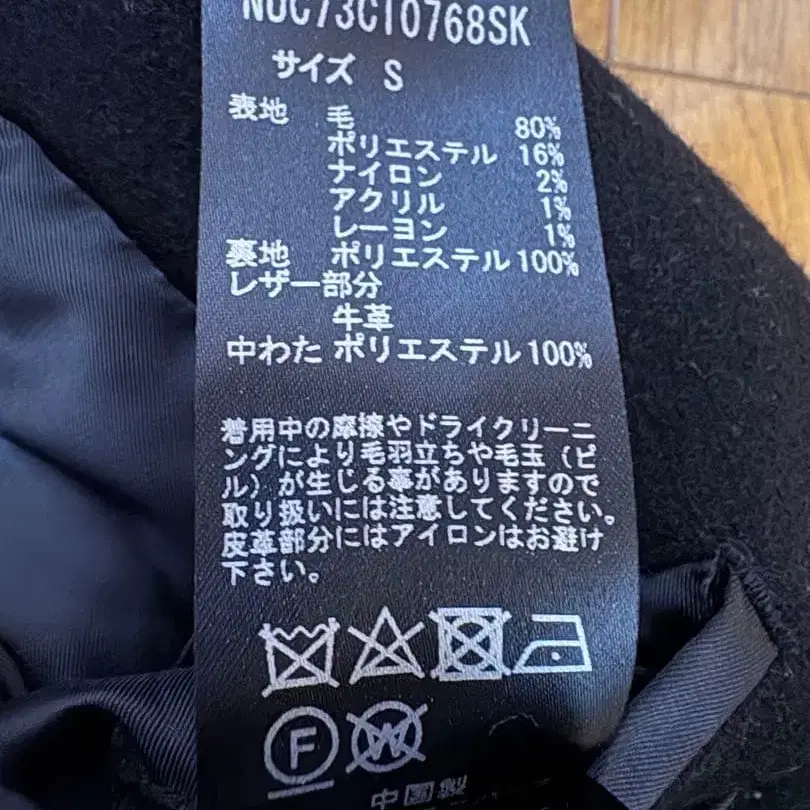 NUC73CT0768SK
サイズ S
表地 毛 80%
ポリエステル 16%
ナイロン 2%
アクリル 1%
レーヨン 1%
裏地 ポリエステル 100%
レザー部分
牛革
中わた ポリエステル 100%
着用中の摩擦やドライクリーニ
ングにより毛羽立ちや毛玉(ピ
ル)が生じる事がありますので
取り扱いには注意してください。
皮革部分にはアイロンはお避け
下さい。
F W
中国製